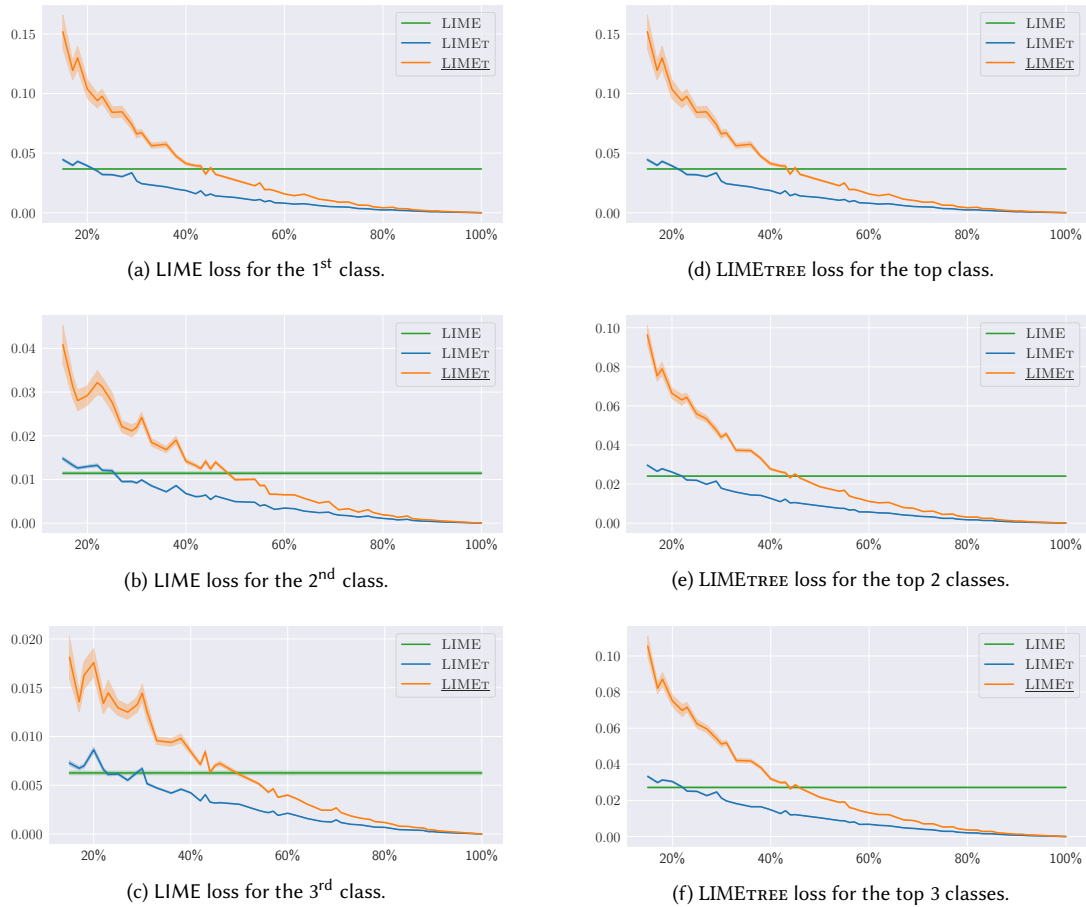 0.15
0.10
0.05
0.00
20% 40% 60% 80% 100%
LIME
LIMET
LIMET
(a) LIME loss for the 1st class.
0.15
0.10
0.05
0.00
20% 40% 60% 80% 100%
LIME
LIMET
LIMET
(d) LIMETREE loss for the top class.
0.04
0.03
0.02
0.01
0.00
20% 40% 60% 80% 100%
LIME
LIMET
LIMET
(b) LIME loss for the 2nd class.
0.10
0.08
0.06
0.04
0.02
0.00
20% 40% 60% 80% 100%
LIME
LIMET
LIMET
(e) LIMETREE loss for the top 2 classes.
0.020
0.015
0.010
0.005
0.000
20% 40% 60% 80% 100%
LIME
LIMET
LIMET
(c) LIME loss for the 3rd class.
0.10
0.08
0.06
0.04
0.02
0.00
20% 40% 60% 80% 100%
LIME
LIMET
LIMET
(f) LIMETREE loss for the top 3 classes.